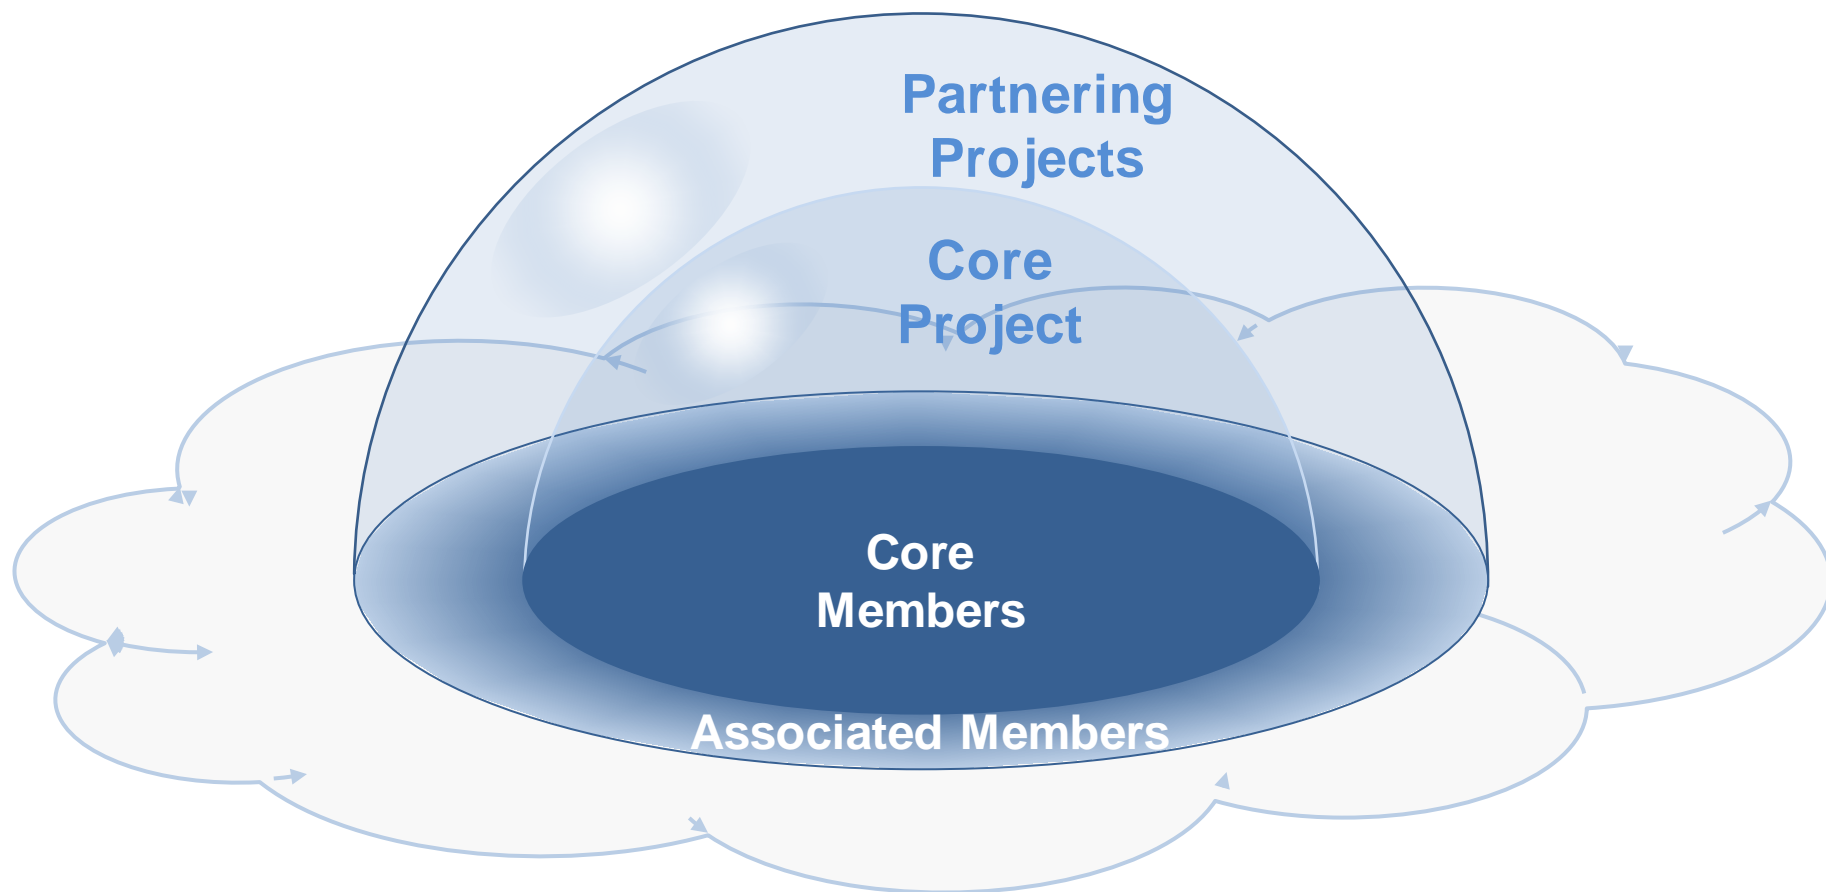 Partnering
Projects
Core
Project
Core
Members
Associated Members